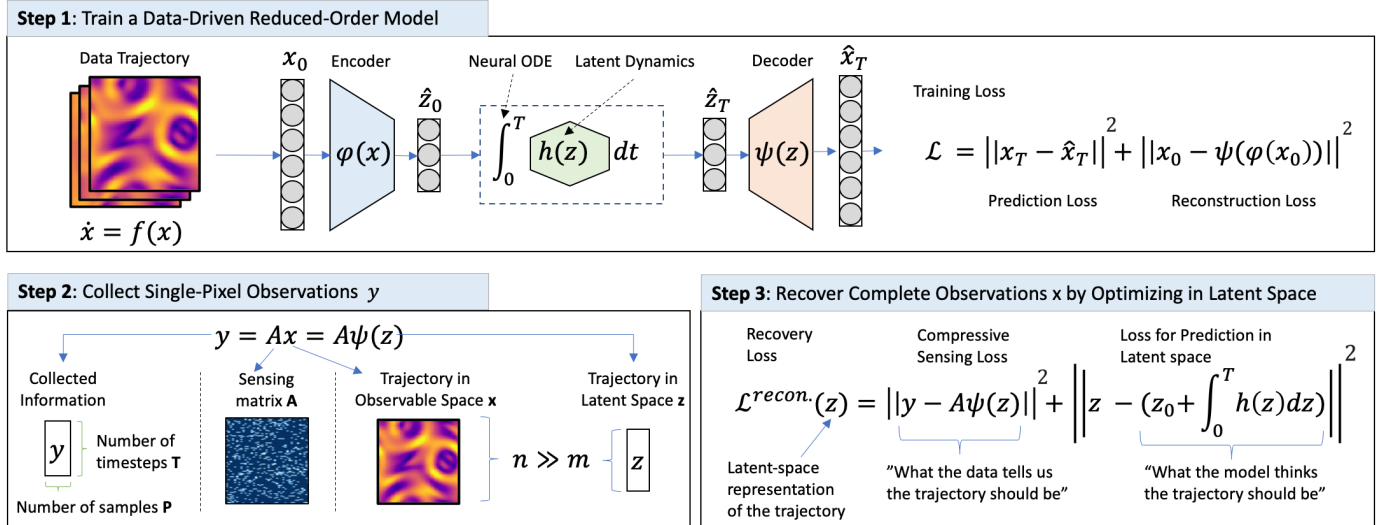 Step 1: Train a Data-Driven Reduced-Order Model
Data Trajectory
ẋ = f(x)
x₀
Encoder
φ(x)
ẑ₀
Neural ODE
Latent Dynamics
∫₀ᵀ h(z) dt
ẑ_T
Decoder
ψ(z)
x̂_T
Training Loss
ℒ = ||x_T − x̂_T||² + ||x₀ − ψ(φ(x₀))||²
Prediction Loss
Reconstruction Loss
Step 2: Collect Single-Pixel Observations y
y = Ax = Aψ(z)
Collected
Information
y
Number of
timesteps T
Number of samples P
Sensing
matrix A
Trajectory in
Observable Space x
n ≫ m
Trajectory in
Latent Space z
z
Step 3: Recover Complete Observations x by Optimizing in Latent Space
Recovery
Loss
Compressive
Sensing Loss
Loss for Prediction in
Latent space
ℒ^{recon.}(z) = ||y − Aψ(z)||² + ||z − (z₀+ ∫₀ᵀ h(z)dz)||²
Latent-space
representation
of the trajectory
"What the data tells us
the trajectory should be"
"What the model thinks
the trajectory should be"